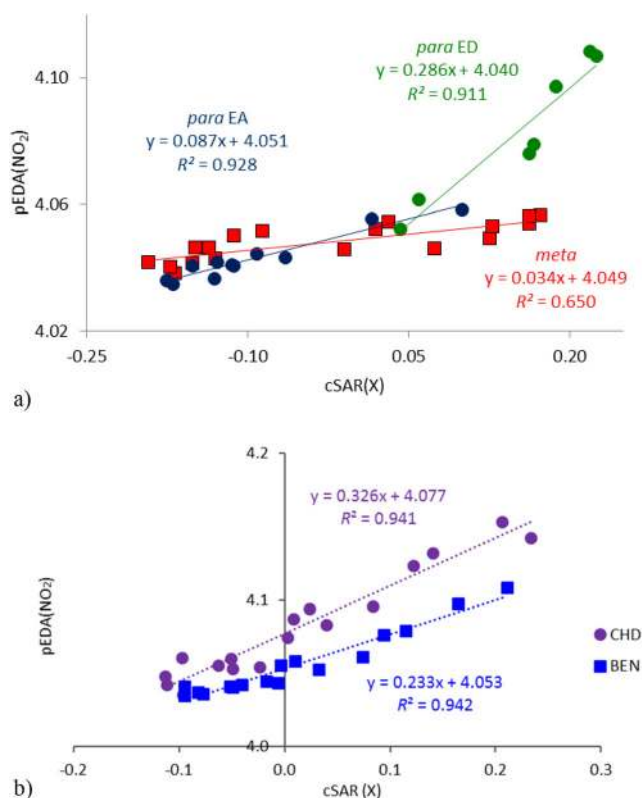 para ED
y = 0.286x + 4.040
R² = 0.911
4.10
para EA
y = 0.087x + 4.051
R² = 0.928
pEDA(NO₂)
4.06
meta
y = 0.034x + 4.049
R² = 0.650
4.02
-0.25 -0.10 0.05 0.20
cSAR(X)
a)
4.2
y = 0.326x + 4.077
R² = 0.941
pEDA(NO₂)
4.1
CHD
BEN
y = 0.233x + 4.053
R² = 0.942
4.0
-0.2 -0.1 0.0 0.1 0.2 0.3
cSAR (X)
b)